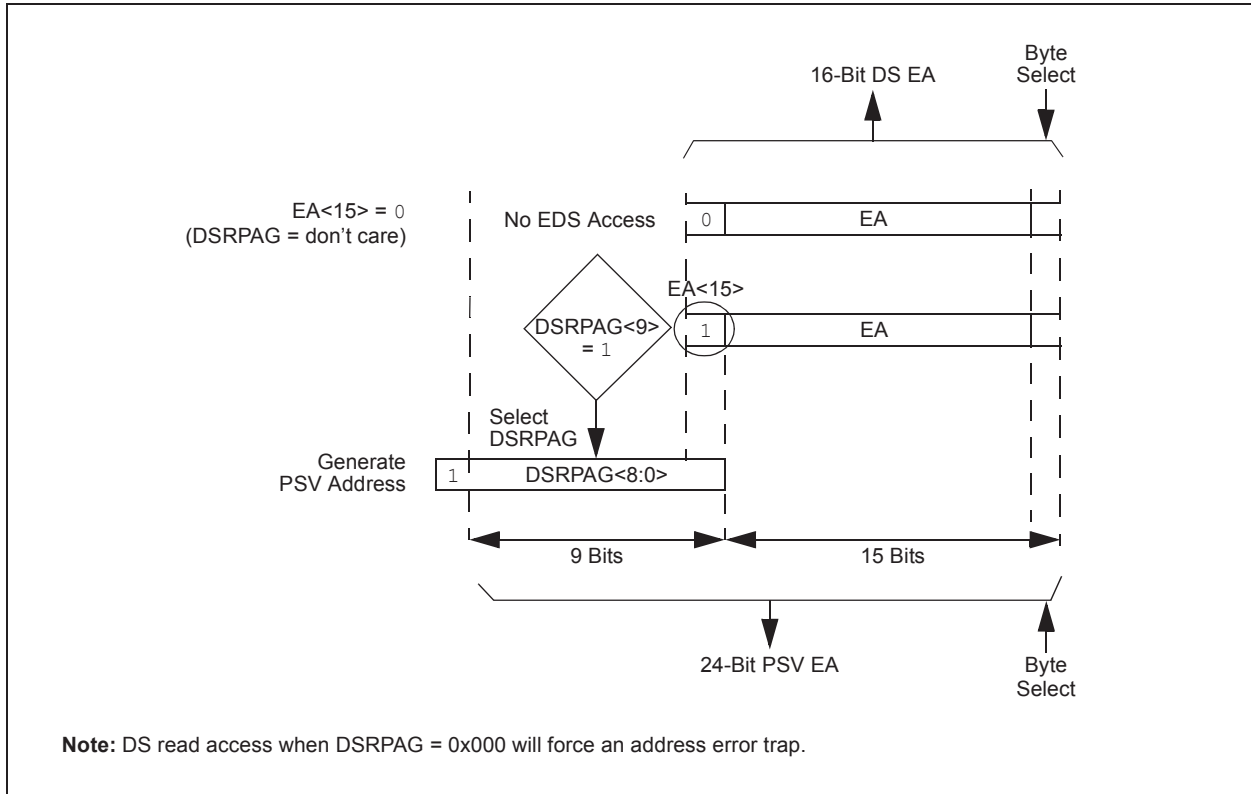 16-Bit DS EA
Byte
Select
EA<15> = 0
(DSRPAG = don't care)
No EDS Access
0
EA
EA<15>
DSRPAG<9>
= 1
1
EA
Select
DSRPAG
Generate
PSV Address
1
DSRPAG<8:0>
9 Bits
15 Bits
24-Bit PSV EA
Byte
Select
Note: DS read access when DSRPAG = 0x000 will force an address error trap.